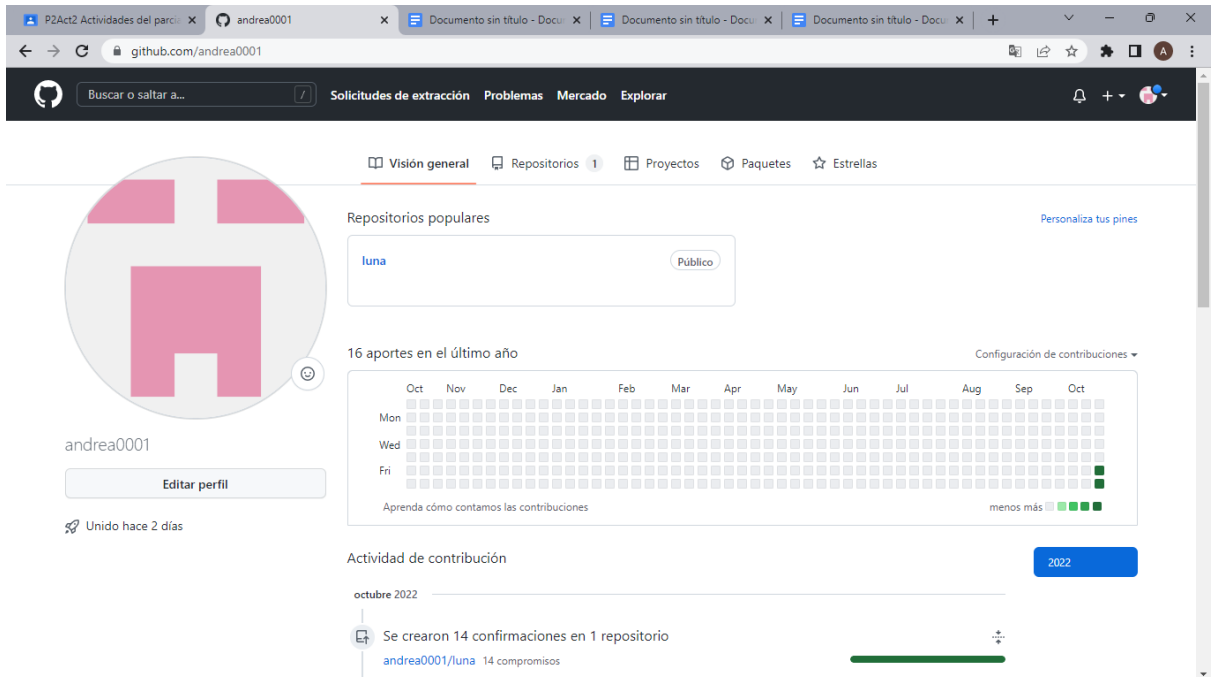 P2Act2 Actividades del parci
andrea0001
Documento sin título - Docu
Documento sin título - Docu
Documento sin título - Docu
github.com/andrea0001
A
Buscar o saltar a...
/
Solicitudes de extracción Problemas Mercado Explorar
Visión general Repositorios 1 Proyectos Paquetes Estrellas
Repositorios populares
Personaliza tus pines
luna
Público
16 aportes en el último año
Configuración de contribuciones
Oct Nov Dec Jan Feb Mar Apr May Jun Jul Aug Sep Oct
Mon
Wed
Fri
Aprenda cómo contamos las contribuciones
menos más
andrea0001
Editar perfil
Unido hace 2 días
Actividad de contribución
2022
octubre 2022
Se crearon 14 confirmaciones en 1 repositorio
andrea0001/luna 14 compromisos